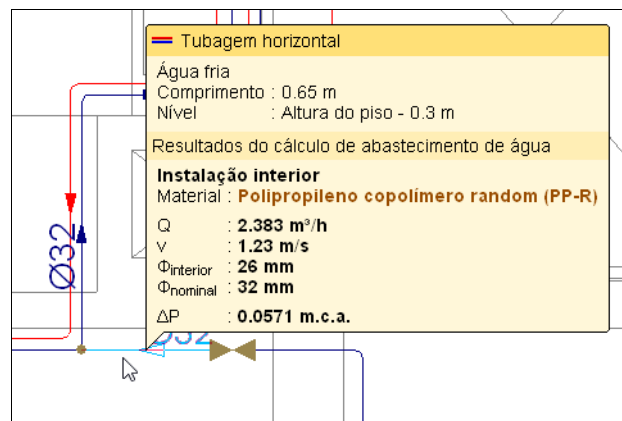 Tubagem horizontal
Água fria
Comprimento : 0.65 m
Nível : Altura do piso - 0.3 m
Resultados do cálculo de abastecimento de água
Instalação interior
Material : Polipropileno copolímero random (PP-R)
Q : 2.383 m³/h
v : 1.23 m/s
Φinterior : 26 mm
Φnominal : 32 mm
ΔP : 0.0571 m.c.a.
Ø32
Ø32